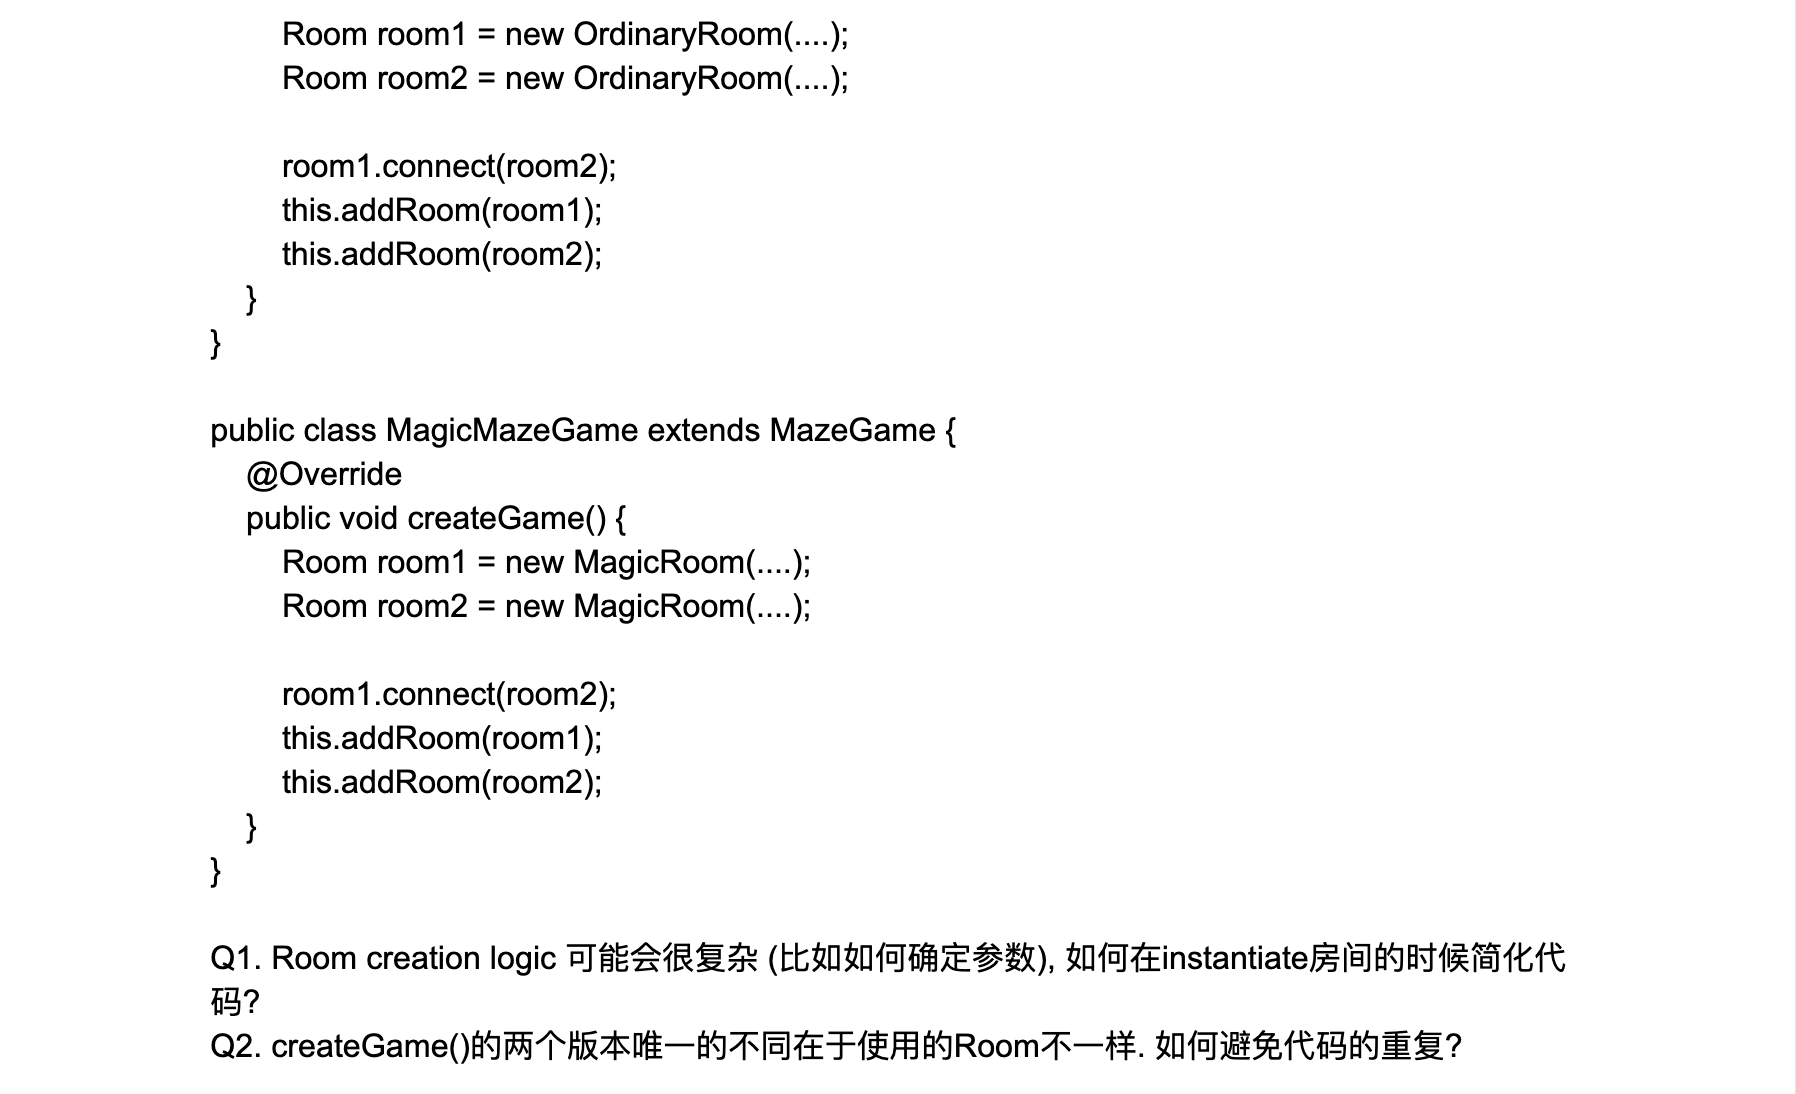 Room room1 = new OrdinaryRoom(....);
Room room2 = new OrdinaryRoom(....);
room1.connect(room2);
this.addRoom(room1);
this.addRoom(room2);
}
}
public class MagicMazeGame extends MazeGame {
@Override
public void createGame() {
Room room1 = new MagicRoom(....);
Room room2 = new MagicRoom(....);
room1.connect(room2);
this.addRoom(room1);
this.addRoom(room2);
}
}
Q1. Room creation logic 可能会很复杂 (比如如何确定参数), 如何在instantiate房间的时候简化代
码?
Q2. createGame()的两个版本唯一的不同在于使用的Room不一样. 如何避免代码的重复?